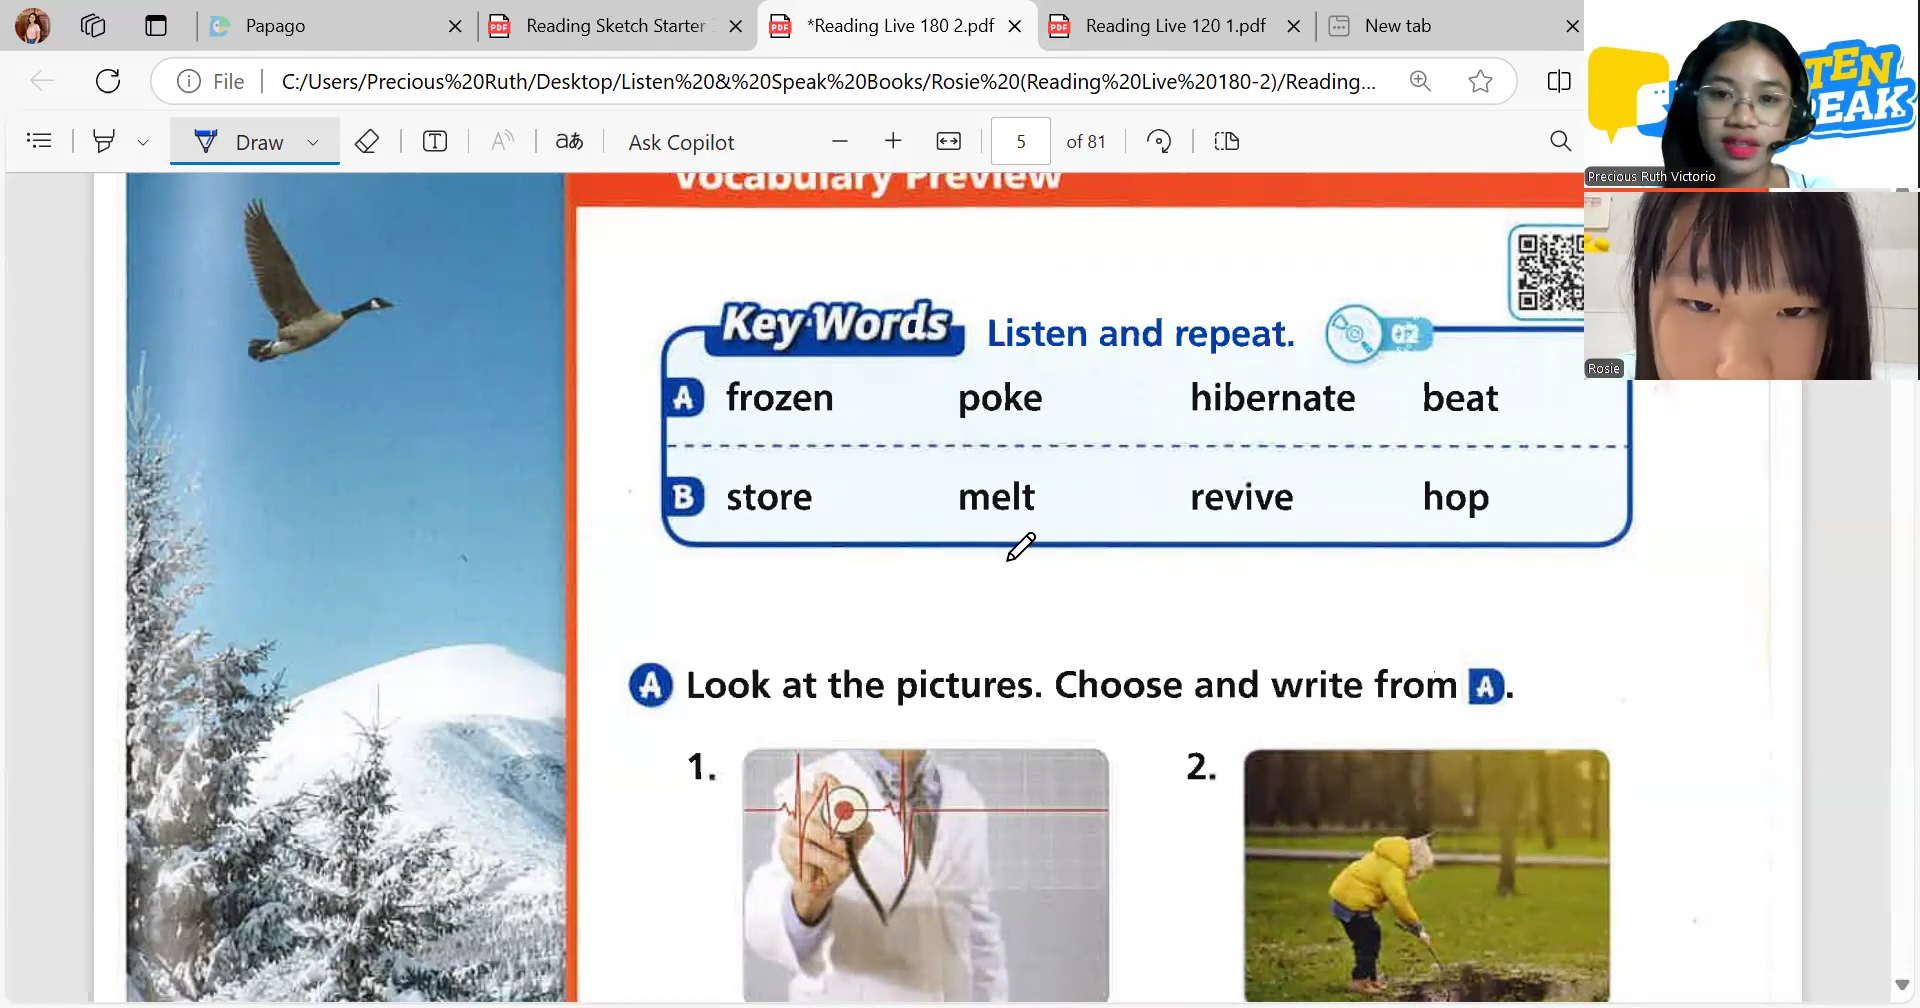 Papago
Reading Sketch Starter
*Reading Live 180 2.pdf
Reading Live 120 1.pdf
New tab
File
C:/Users/Precious%20Ruth/Desktop/Listen%20&%20Speak%20Books/Rosie%20(Reading%20Live%20180-2)/Reading...
Draw
Ask Copilot
5 of 81
TEN
PEAK
Precious Ruth Victorio
Rosie
Vocabulary Preview
Key Words Listen and repeat. 02
A frozen poke hibernate beat
B store melt revive hop
A Look at the pictures. Choose and write from A.
1.
2.